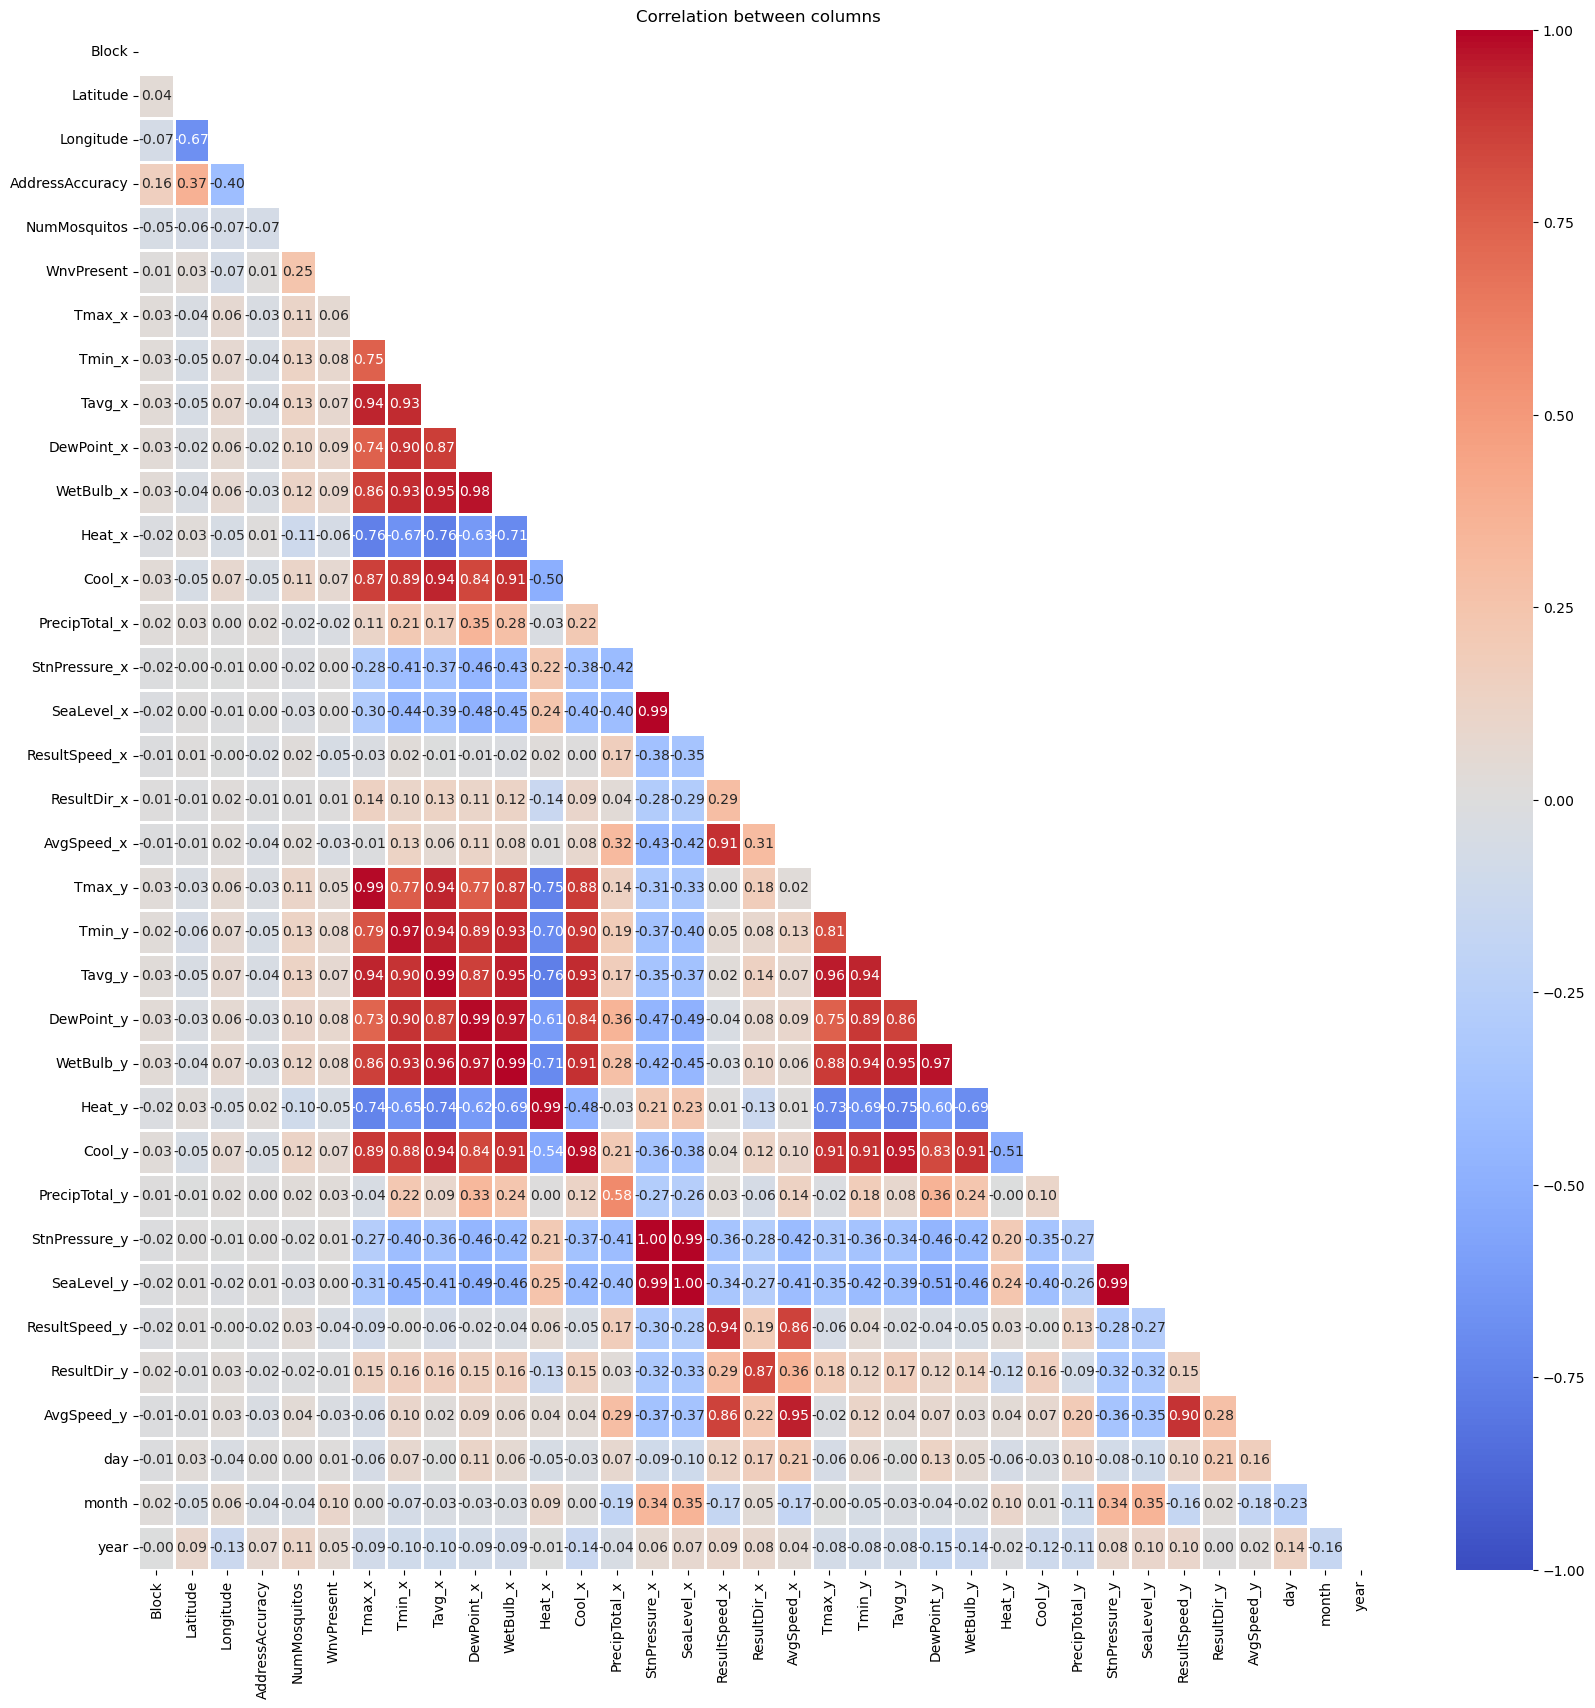 Correlation between columns
Block
Latitude 0.04
Longitude -0.07 -0.67
AddressAccuracy 0.16 0.37 -0.40
NumMosquitos -0.05 -0.06 -0.07 -0.07
WnvPresent 0.01 0.03 -0.07 0.01 0.25
Tmax_x 0.03 -0.04 0.06 -0.03 0.11 0.06
Tmin_x 0.03 -0.05 0.07 -0.04 0.13 0.08 0.75
Tavg_x 0.03 -0.05 0.07 -0.04 0.13 0.07 0.94 0.93
DewPoint_x 0.03 -0.02 0.06 -0.02 0.10 0.09 0.74 0.90 0.87
WetBulb_x 0.03 -0.04 0.06 -0.03 0.12 0.09 0.86 0.93 0.95 0.98
Heat_x -0.02 0.03 -0.05 0.01 -0.11 -0.06 -0.76 -0.67 -0.76 -0.63 -0.71
Cool_x 0.03 -0.05 0.07 -0.05 0.11 0.07 0.87 0.89 0.94 0.84 0.91 -0.50
PrecipTotal_x 0.02 0.03 0.00 0.02 -0.02 -0.02 0.11 0.21 0.17 0.35 0.28 -0.03 0.22
StnPressure_x -0.02 -0.00 -0.01 0.00 -0.02 0.00 -0.28 -0.41 -0.37 -0.46 -0.43 0.22 -0.38 -0.42
SeaLevel_x -0.02 0.00 -0.01 0.00 -0.03 0.00 -0.30 -0.44 -0.39 -0.48 -0.45 0.24 -0.40 -0.40 0.99
ResultSpeed_x -0.01 0.01 -0.00 -0.02 0.02 -0.05 -0.03 0.02 -0.01 -0.01 -0.02 0.02 0.00 0.17 -0.38 -0.35
ResultDir_x 0.01 -0.01 0.02 -0.01 0.01 0.01 0.14 0.10 0.13 0.11 0.12 -0.14 0.09 0.04 -0.28 -0.29 0.29
AvgSpeed_x -0.01 -0.01 0.02 -0.04 0.02 -0.03 -0.01 0.13 0.06 0.11 0.08 0.01 0.08 0.32 -0.43 -0.42 0.91 0.31
Tmax_y 0.03 -0.03 0.06 -0.03 0.11 0.05 0.99 0.77 0.94 0.77 0.87 -0.75 0.88 0.14 -0.31 -0.33 0.00 0.18 0.02
Tmin_y 0.02 -0.06 0.07 -0.05 0.13 0.08 0.79 0.97 0.94 0.89 0.93 -0.70 0.90 0.19 -0.37 -0.40 0.05 0.08 0.13 0.81
Tavg_y 0.03 -0.05 0.07 -0.04 0.13 0.07 0.94 0.90 0.99 0.87 0.95 -0.76 0.93 0.17 -0.35 -0.37 0.02 0.14 0.07 0.96 0.94
DewPoint_y 0.03 -0.03 0.06 -0.03 0.10 0.08 0.73 0.90 0.87 0.99 0.97 -0.61 0.84 0.36 -0.47 -0.49 -0.04 0.08 0.09 0.75 0.89 0.86
WetBulb_y 0.03 -0.04 0.07 -0.03 0.12 0.08 0.86 0.93 0.96 0.97 0.99 -0.71 0.91 0.28 -0.42 -0.45 -0.03 0.10 0.06 0.88 0.94 0.95 0.97
Heat_y -0.02 0.03 -0.05 0.02 -0.10 -0.05 -0.74 -0.65 -0.74 -0.62 -0.69 0.99 -0.48 -0.03 0.21 0.23 0.01 -0.13 0.01 -0.73 -0.69 -0.75 -0.60 -0.69
Cool_y 0.03 -0.05 0.07 -0.05 0.12 0.07 0.89 0.88 0.94 0.84 0.91 -0.54 0.98 0.21 -0.36 -0.38 0.04 0.12 0.10 0.91 0.91 0.95 0.83 0.91 -0.51
PrecipTotal_y 0.01 -0.01 0.02 0.00 0.02 0.03 -0.04 0.22 0.09 0.33 0.24 0.00 0.12 0.58 -0.27 -0.26 0.03 -0.06 0.14 -0.02 0.18 0.08 0.36 0.24 -0.00 0.10
StnPressure_y -0.02 0.00 -0.01 0.00 -0.02 0.01 -0.27 -0.40 -0.36 -0.46 -0.42 0.21 -0.37 -0.41 1.00 0.99 -0.36 -0.28 -0.42 -0.31 -0.36 -0.34 -0.46 -0.42 0.20 -0.35 -0.27
SeaLevel_y -0.02 0.01 -0.02 0.01 -0.03 0.00 -0.31 -0.45 -0.41 -0.49 -0.46 0.25 -0.42 -0.40 0.99 1.00 -0.34 -0.27 -0.41 -0.35 -0.42 -0.39 -0.51 -0.46 0.24 -0.40 -0.26 0.99
ResultSpeed_y -0.02 0.01 -0.00 -0.02 0.03 -0.04 -0.09 -0.00 -0.06 -0.02 -0.04 0.06 -0.05 0.17 -0.30 -0.28 0.94 0.19 0.86 -0.06 0.04 -0.02 -0.04 -0.05 0.03 -0.00 0.13 -0.28 -0.27
ResultDir_y 0.02 -0.01 0.03 -0.02 -0.02 -0.01 0.15 0.16 0.16 0.15 0.16 -0.13 0.15 0.03 -0.32 -0.33 0.29 0.87 0.36 0.18 0.12 0.17 0.12 0.14 -0.12 0.16 -0.09 -0.32 -0.32 0.15
AvgSpeed_y -0.01 -0.01 0.03 -0.03 0.04 -0.03 -0.06 0.10 0.02 0.09 0.06 0.04 0.04 0.29 -0.37 -0.37 0.86 0.22 0.95 -0.02 0.12 0.04 0.07 0.03 0.04 0.07 0.20 -0.36 -0.35 0.90 0.28
day -0.01 0.03 -0.04 0.00 0.00 0.01 -0.06 0.07 -0.00 0.11 0.06 -0.05 -0.03 0.07 -0.09 -0.10 0.12 0.17 0.21 -0.06 0.06 -0.00 0.13 0.05 -0.06 -0.03 0.10 -0.08 -0.10 0.10 0.21 0.16
month 0.02 -0.05 0.06 -0.04 -0.04 0.10 0.00 -0.07 -0.03 -0.03 -0.03 0.09 0.00 -0.19 0.34 0.35 -0.17 0.05 -0.17 -0.00 -0.05 -0.03 -0.04 -0.02 0.10 0.01 -0.11 0.34 0.35 -0.16 0.02 -0.18 -0.23
year -0.00 0.09 -0.13 0.07 0.11 0.05 -0.09 -0.10 -0.10 -0.09 -0.09 -0.01 -0.14 -0.04 0.06 0.07 0.09 0.08 0.04 -0.08 -0.08 -0.08 -0.15 -0.14 -0.02 -0.12 -0.11 0.08 0.10 0.10 0.00 0.02 0.14 -0.16
Block Latitude Longitude AddressAccuracy NumMosquitos WnvPresent Tmax_x Tmin_x Tavg_x DewPoint_x WetBulb_x Heat_x Cool_x PrecipTotal_x StnPressure_x SeaLevel_x ResultSpeed_x ResultDir_x AvgSpeed_x Tmax_y Tmin_y Tavg_y DewPoint_y WetBulb_y Heat_y Cool_y PrecipTotal_y StnPressure_y SeaLevel_y ResultSpeed_y ResultDir_y AvgSpeed_y day month year
1.00
0.75
0.50
0.25
0.00
−0.25
−0.50
−0.75
−1.00